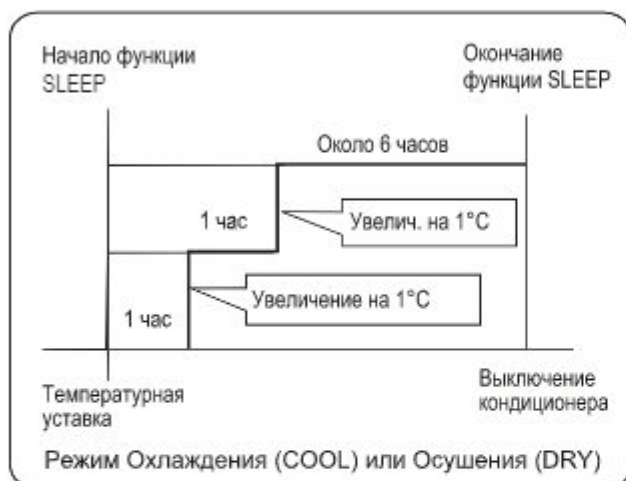 Начало функции
SLEEP
Окончание
функции SLEEP
Около 6 часов
1 час
Увелич. на 1°C
1 час
Увеличение на 1°C
Температурная
уставка
Выключение
кондиционера
Режим Охлаждения (COOL) или Осушения (DRY)